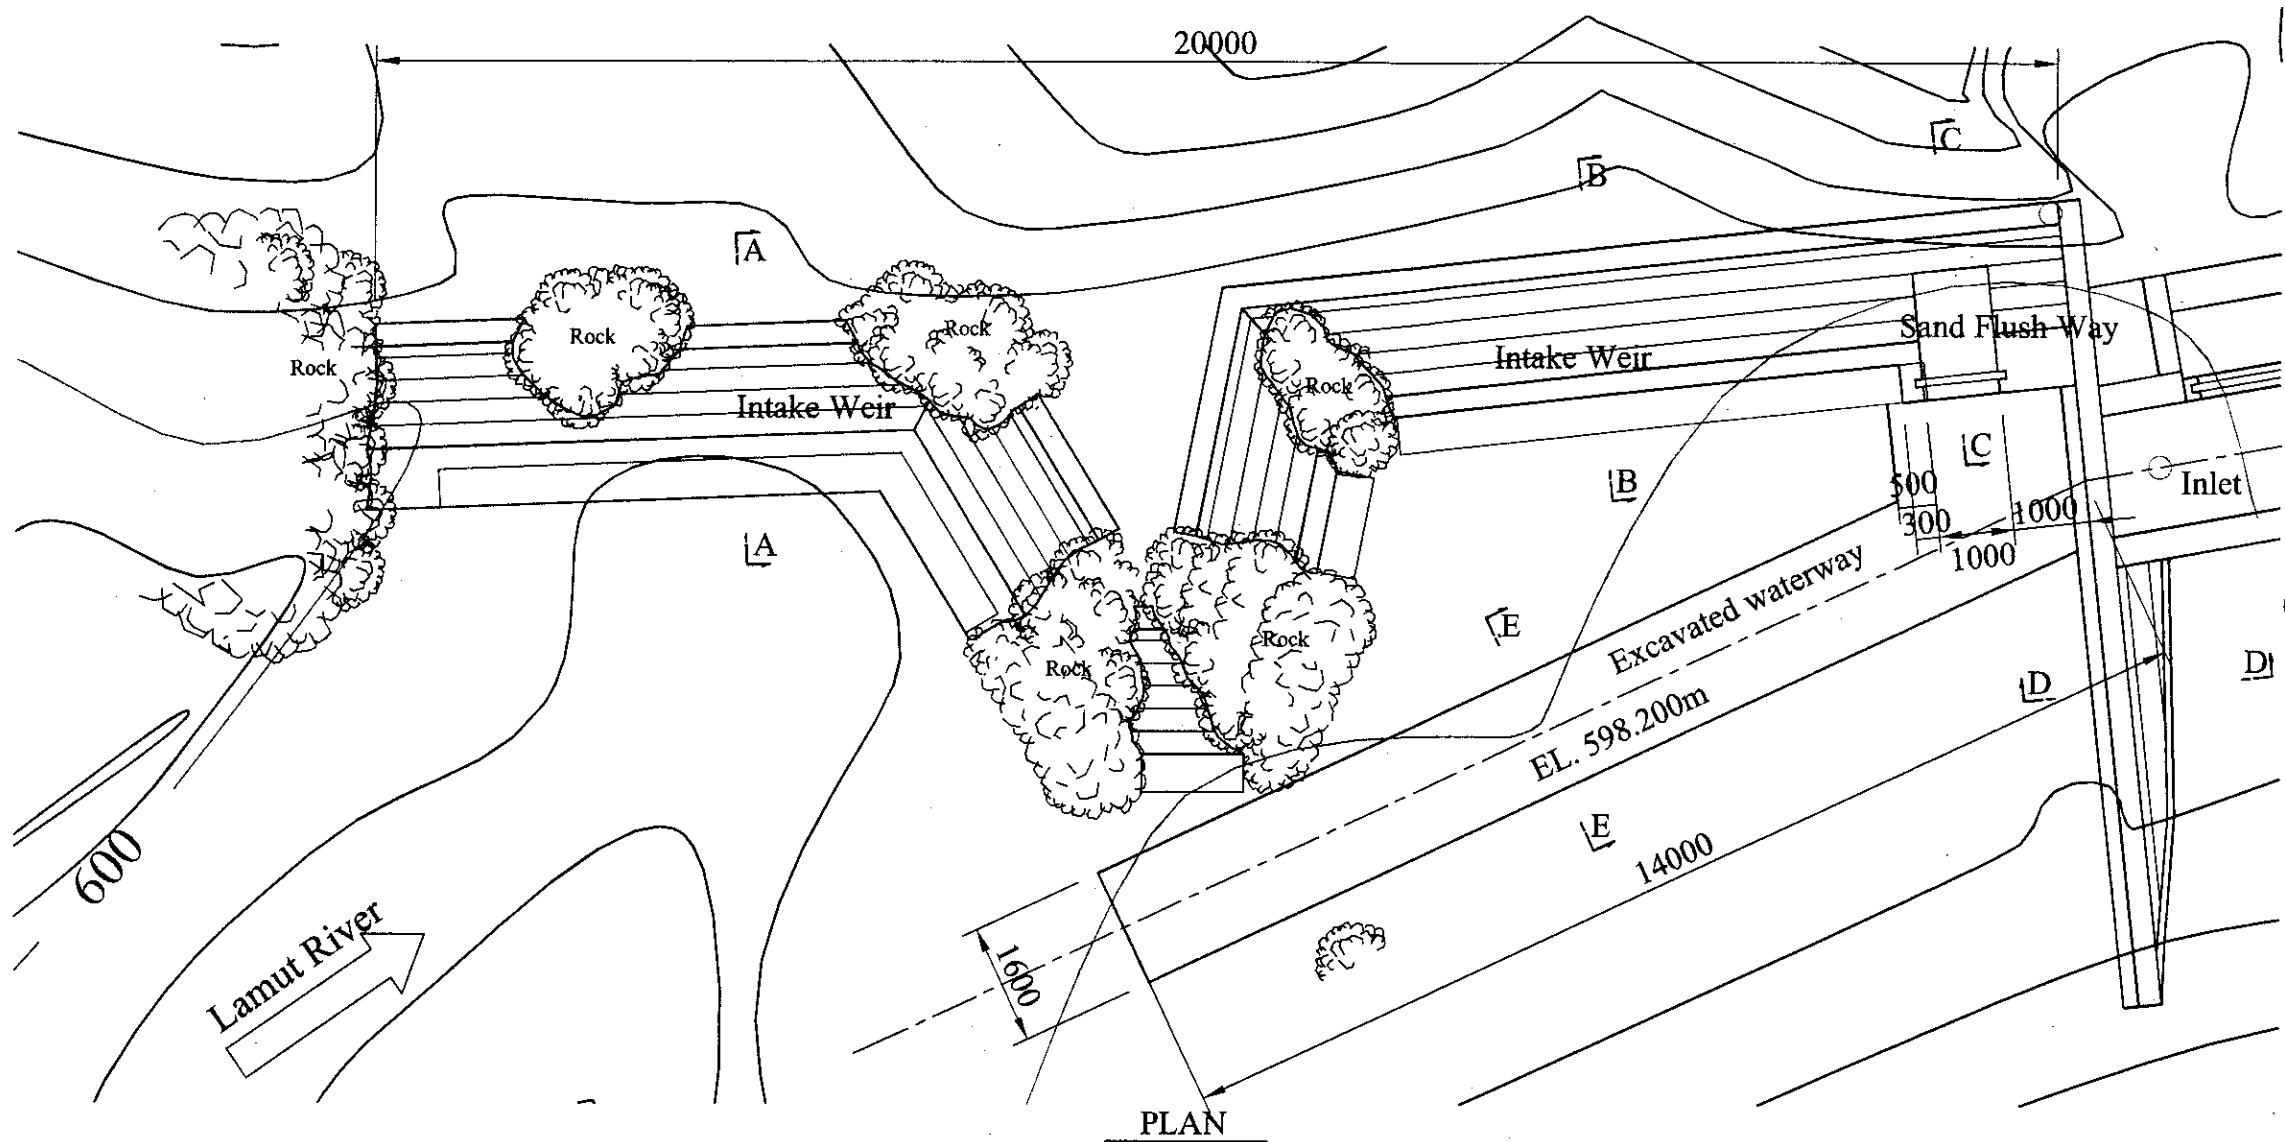 20000
C
B
A
Rock
Rock
Rock
Sand Flush Way
Intake Weir
Rock
Intake Weir
C
B
500
Inlet
300
1000
1000
A
Excavated waterway
E
Rock
Rock
D
D
EL. 598.200m
E
14000
600
Lamut River
1600
PLAN